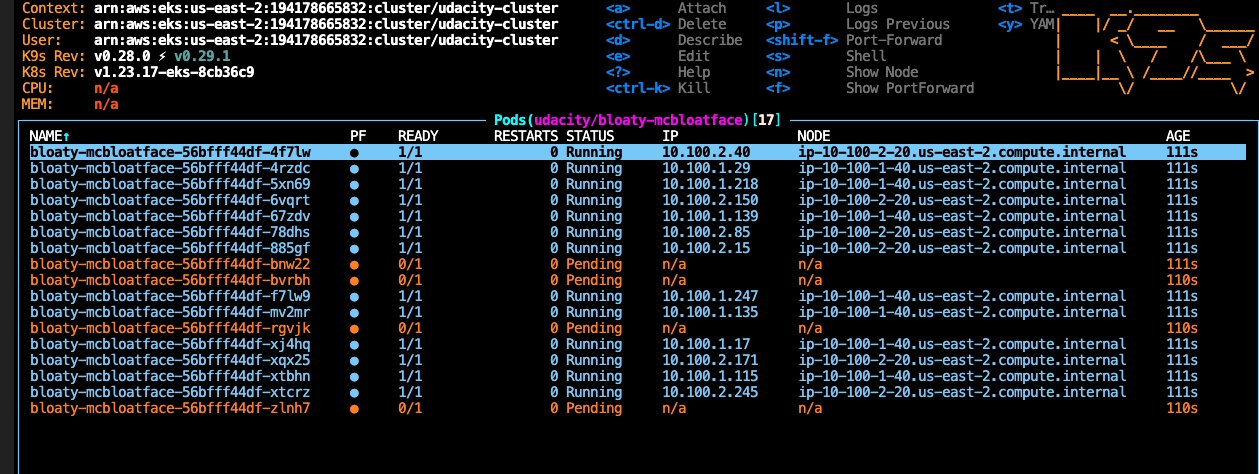 Context: arn:aws:eks:us-east-2:194178665832:cluster/udacity-cluster <a> Attach <l> Logs <t> Tr…
Cluster: arn:aws:eks:us-east-2:194178665832:cluster/udacity-cluster <ctrl-d> Delete <p> Logs Previous <y> YAM
User: arn:aws:eks:us-east-2:194178665832:cluster/udacity-cluster <d> Describe <shift-f> Port-Forward
K9s Rev: v0.28.0 ⚡ v0.29.1 <e> Edit <s> Shell
K8s Rev: v1.23.17-eks-8cb36c9 <?> Help <n> Show Node
CPU: n/a <ctrl-k> Kill <f> Show PortForward
MEM: n/a
Pods(udacity/bloaty-mcbloatface)[17]
NAME↑ PF READY RESTARTS STATUS IP NODE AGE
bloaty-mcbloatface-56bfff44df-4f7lw ● 1/1 0 Running 10.100.2.40 ip-10-100-2-20.us-east-2.compute.internal 111s
bloaty-mcbloatface-56bfff44df-4rzdc ● 1/1 0 Running 10.100.1.29 ip-10-100-1-40.us-east-2.compute.internal 111s
bloaty-mcbloatface-56bfff44df-5xn69 ● 1/1 0 Running 10.100.1.218 ip-10-100-1-40.us-east-2.compute.internal 111s
bloaty-mcbloatface-56bfff44df-6vqrt ● 1/1 0 Running 10.100.2.150 ip-10-100-2-20.us-east-2.compute.internal 111s
bloaty-mcbloatface-56bfff44df-67zdv ● 1/1 0 Running 10.100.1.139 ip-10-100-1-40.us-east-2.compute.internal 111s
bloaty-mcbloatface-56bfff44df-78dhs ● 1/1 0 Running 10.100.2.85 ip-10-100-2-20.us-east-2.compute.internal 111s
bloaty-mcbloatface-56bfff44df-885gf ● 1/1 0 Running 10.100.2.15 ip-10-100-2-20.us-east-2.compute.internal 111s
bloaty-mcbloatface-56bfff44df-bnw22 ● 0/1 0 Pending n/a n/a 111s
bloaty-mcbloatface-56bfff44df-bvrbh ● 0/1 0 Pending n/a n/a 110s
bloaty-mcbloatface-56bfff44df-f7lw9 ● 1/1 0 Running 10.100.1.247 ip-10-100-1-40.us-east-2.compute.internal 111s
bloaty-mcbloatface-56bfff44df-mv2mr ● 1/1 0 Running 10.100.1.135 ip-10-100-1-40.us-east-2.compute.internal 111s
bloaty-mcbloatface-56bfff44df-rgvjk ● 0/1 0 Pending n/a n/a 110s
bloaty-mcbloatface-56bfff44df-xj4hq ● 1/1 0 Running 10.100.1.17 ip-10-100-1-40.us-east-2.compute.internal 111s
bloaty-mcbloatface-56bfff44df-xqx25 ● 1/1 0 Running 10.100.2.171 ip-10-100-2-20.us-east-2.compute.internal 111s
bloaty-mcbloatface-56bfff44df-xtbhn ● 1/1 0 Running 10.100.1.115 ip-10-100-1-40.us-east-2.compute.internal 111s
bloaty-mcbloatface-56bfff44df-xtcrz ● 1/1 0 Running 10.100.2.245 ip-10-100-2-20.us-east-2.compute.internal 111s
bloaty-mcbloatface-56bfff44df-zlnh7 ● 0/1 0 Pending n/a n/a 110s